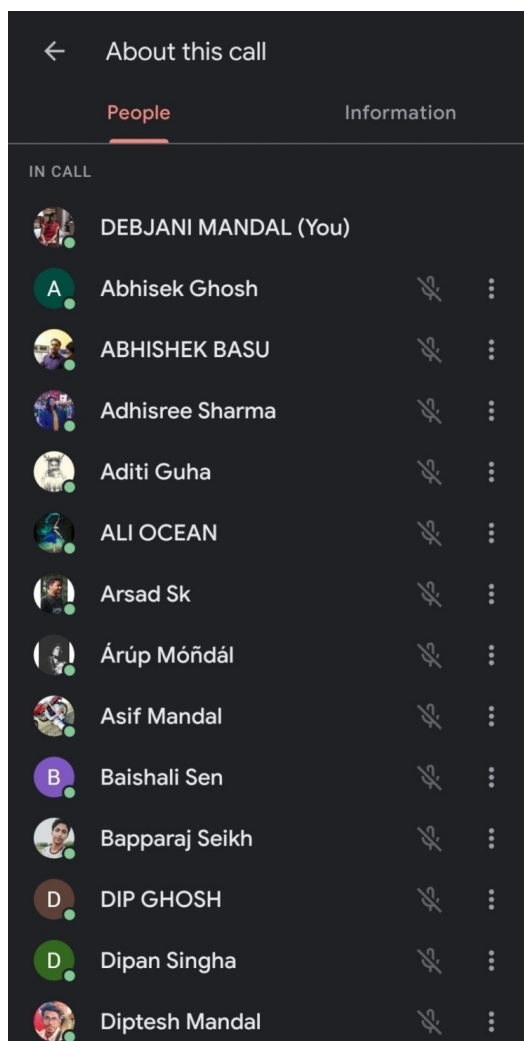 About this call
People Information
IN CALL
DEBJANI MANDAL (You)
A Abhisek Ghosh
ABHISHEK BASU
Adhisree Sharma
Aditi Guha
ALI OCEAN
Arsad Sk
Árúp Móñdál
Asif Mandal
B Baishali Sen
Bapparaj Seikh
D DIP GHOSH
D Dipan Singha
Diptesh Mandal